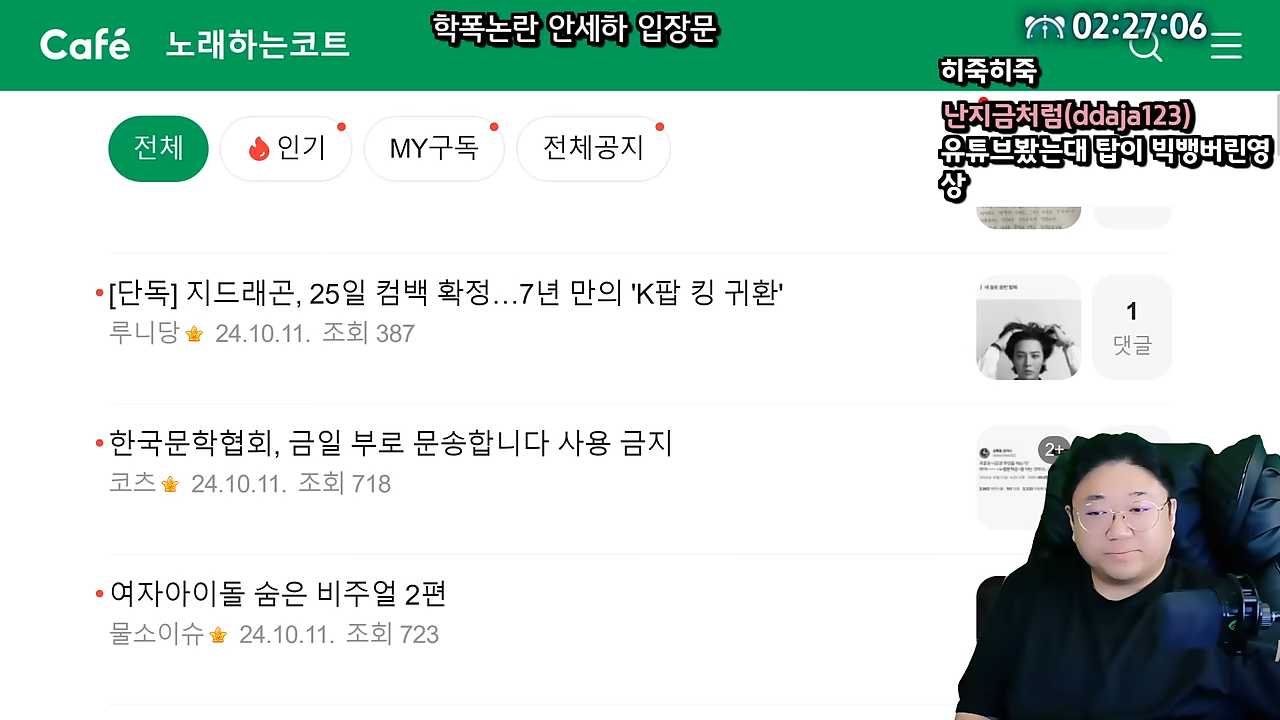 Café 노래하는코트
학폭논란 안세하 입장문
02:27:06
히죽히죽
난지금처럼(ddaja123)
유튜브봤는대 탑이 빅뱅버린영
상
전체
인기
MY구독
전체공지
[단독] 지드래곤, 25일 컴백 확정…7년 만의 'K팝 킹 귀환'
루니당 24.10.11. 조회 387
1
댓글
한국문학협회, 금일 부로 문송합니다 사용 금지
코츠 24.10.11. 조회 718
2+
여자아이돌 숨은 비주얼 2편
물소이슈 24.10.11. 조회 723